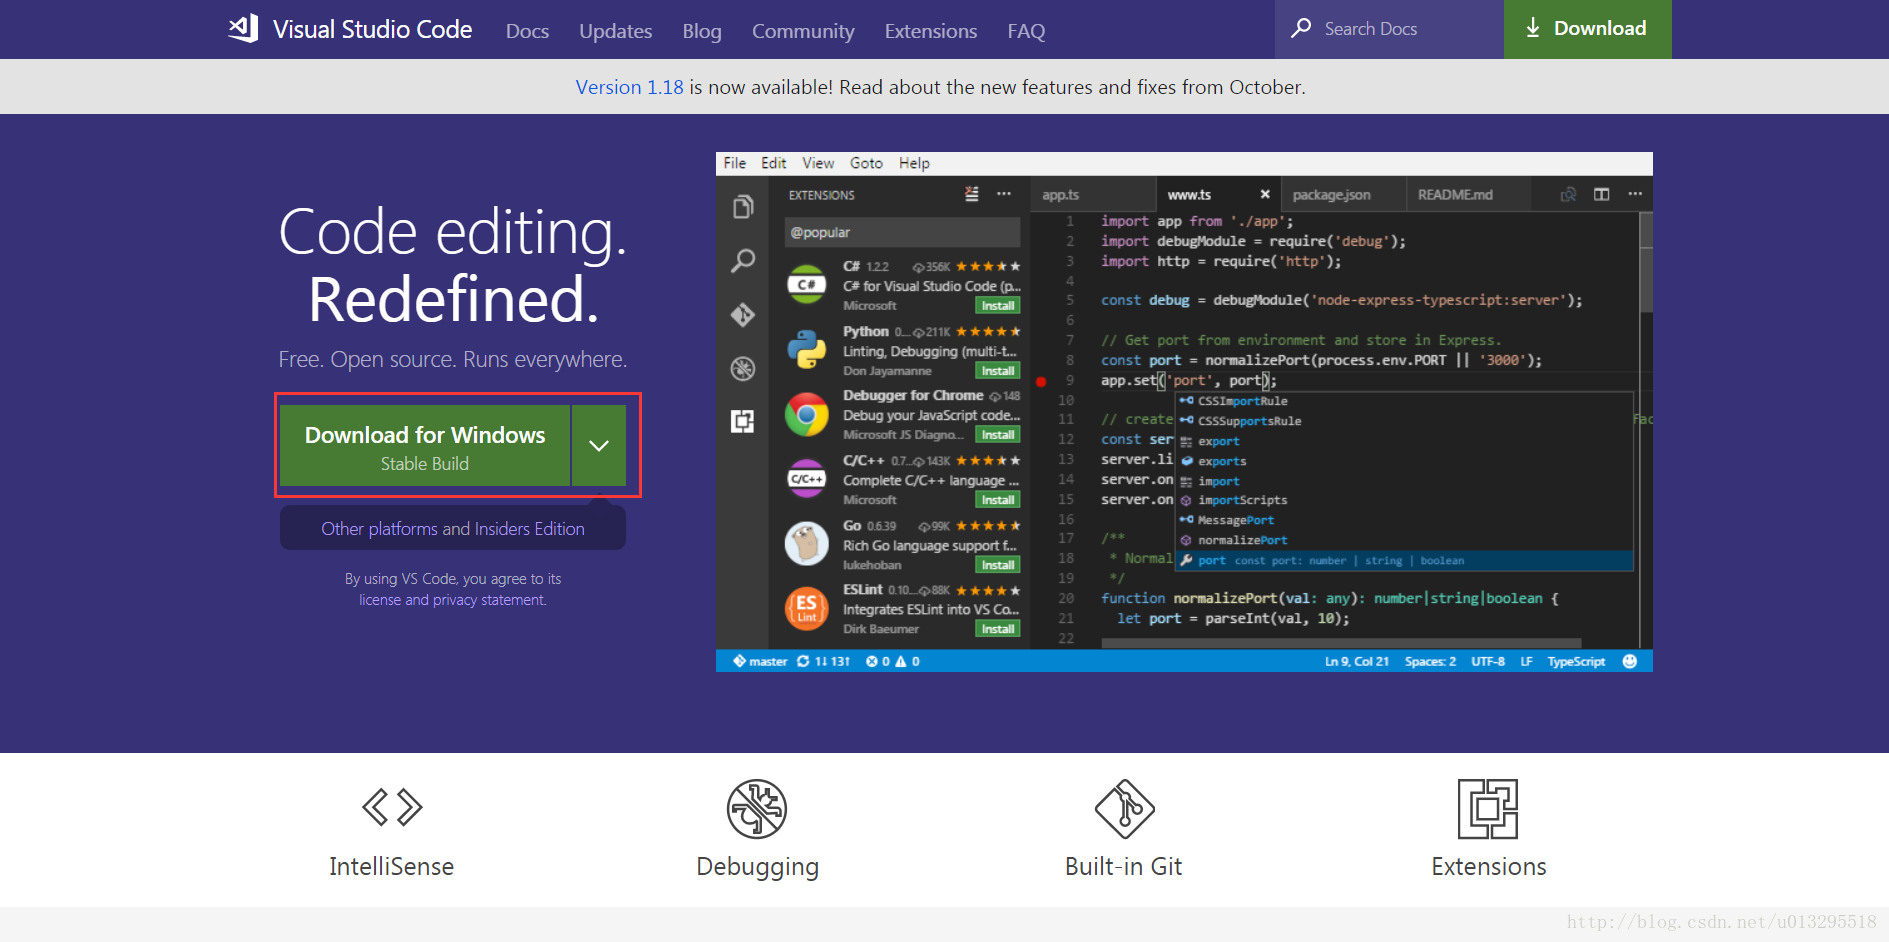 Visual Studio Code Docs Updates Blog Community Extensions FAQ Search Docs Download
Version 1.18 is now available! Read about the new features and fixes from October.
Code editing.
Redefined.
Free. Open source. Runs everywhere.
Download for Windows
Stable Build
Other platforms and Insiders Edition
By using VS Code, you agree to its
license and privacy statement.
File Edit View Goto Help
EXTENSIONS
@popular
C# 1.2.2 356K
C# for Visual Studio Code (p...
Microsoft Install
Python 0... 211K
Linting, Debugging (multi-t...
Don Jayamanne Install
Debugger for Chrome 148
Debug your JavaScript code...
Microsoft JS Diagno... Install
C/C++ 0.7... 143K
Complete C/C++ language ...
Microsoft Install
Go 0.6.39 99K
Rich Go language support f...
lukehoban Install
ESLint 0.10... 88K
Integrates ESLint into VS Co...
Dirk Baeumer Install
C#
C/C++
ES
Lint
app.ts www.ts package.json README.md
1 import app from './app';
2 import debugModule = require('debug');
3 import http = require('http');
4
5 const debug = debugModule('node-express-typescript:server');
6
7 // Get port from environment and store in Express.
8 const port = normalizePort(process.env.PORT || '3000');
9 app.set('port', port);
10
11 // create fac
12 const ser
13 server.li
14 server.on
15 server.on
16
17 /**
18 * Normal
19 */
20 function normalizePort(val: any): number|string|boolean {
21 let port = parseInt(val, 10);
22
CSSImportRule
CSSSupportsRule
export
exports
import
importScripts
MessagePort
normalizePort
port const port: number | string | boolean
master 1↓ 13↑ 0 0 Ln 9, Col 21 Spaces: 2 UTF-8 LF TypeScript
IntelliSense
Debugging
Built-in Git
Extensions
http://blog.csdn.net/u013295518